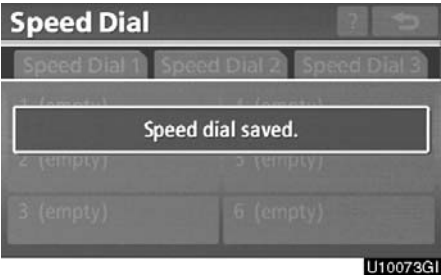 Speed Dial
?
Speed Dial 1 Speed Dial 2 Speed Dial 3
1 (empty) 4 (empty)
Speed dial saved.
2 (empty) 5 (empty)
3 (empty) 6 (empty)
U10073GI